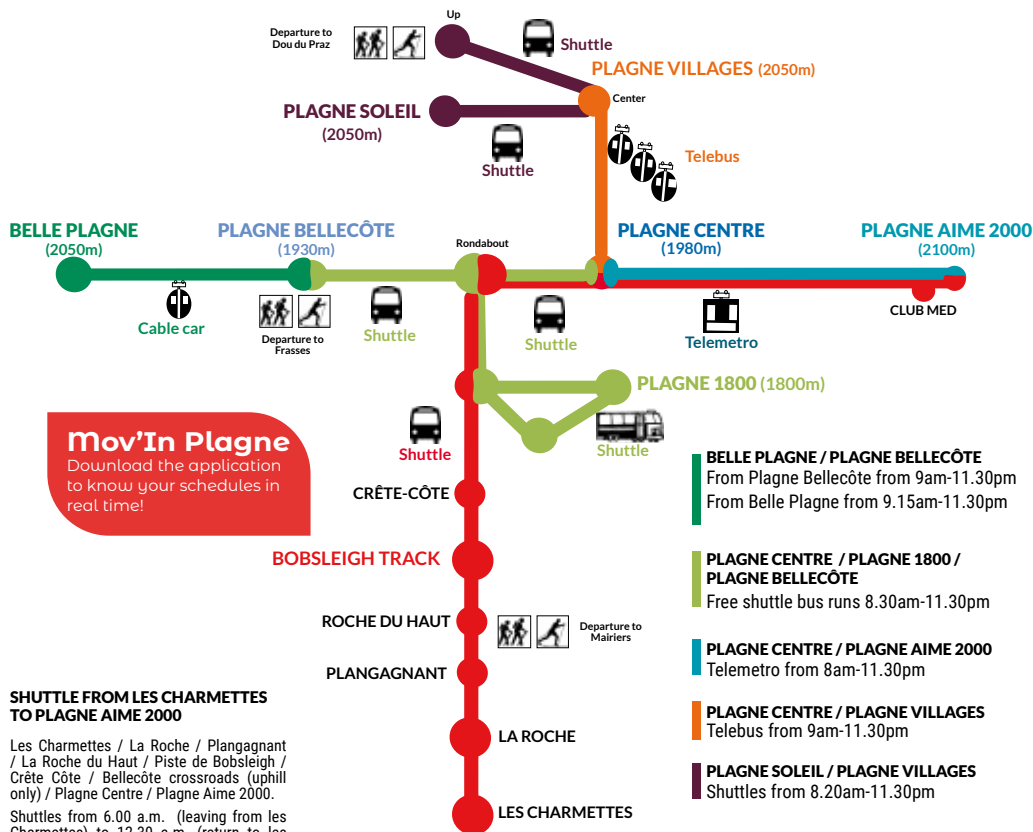 Up
Departure to
Dou du Praz
Shuttle
PLAGNE VILLAGES (2050m)
Center
PLAGNE SOLEIL
(2050m)
Shuttle
Telebus
BELLE PLAGNE
(2050m)
PLAGNE BELLECÔTE
(1930m)
Rondabout
PLAGNE CENTRE
(1980m)
PLAGNE AIME 2000
(2100m)
Cable car
Departure to
Frasses
Shuttle
Shuttle
Telemetro
CLUB MED
PLAGNE 1800 (1800m)
Shuttle
Shuttle
Mov'In Plagne
Download the application
to know your schedules in
real time!
CRÊTE-CÔTE
BOBSLEIGH TRACK
ROCHE DU HAUT
Departure to
Mairiers
PLANGAGNANT
LA ROCHE
LES CHARMETTES
BELLE PLAGNE / PLAGNE BELLECÔTE
From Plagne Bellecôte from 9am-11.30pm
From Belle Plagne from 9.15am-11.30pm
PLAGNE CENTRE / PLAGNE 1800 /
PLAGNE BELLECÔTE
Free shuttle bus runs 8.30am-11.30pm
PLAGNE CENTRE / PLAGNE AIME 2000
Telemetro from 8am-11.30pm
PLAGNE CENTRE / PLAGNE VILLAGES
Telebus from 9am-11.30pm
PLAGNE SOLEIL / PLAGNE VILLAGES
Shuttles from 8.20am-11.30pm
SHUTTLE FROM LES CHARMETTES
TO PLAGNE AIME 2000
Les Charmettes / La Roche / Plangagnant
/ La Roche du Haut / Piste de Bobsleigh /
Crête Côte / Bellecôte crossroads (uphill
only) / Plagne Centre / Plagne Aime 2000.
Shuttles from 6.00 a.m. (leaving from les
Charmettes) to 12.30 a.m. (return to les